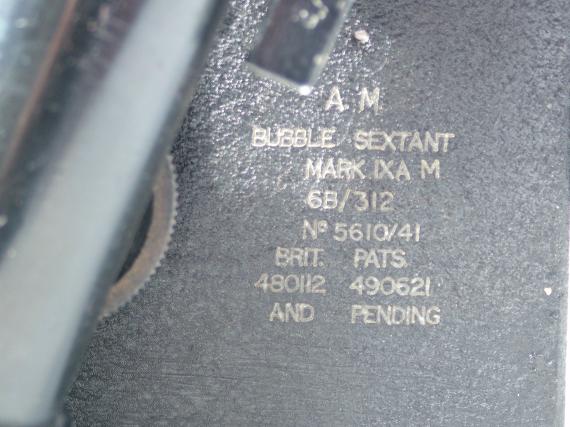 A. M.
BUBBLE SEXTANT
MARK. IXA M
6B/312
Nº 5610/41
BRIT. PATS.
480112 490621
AND PENDING